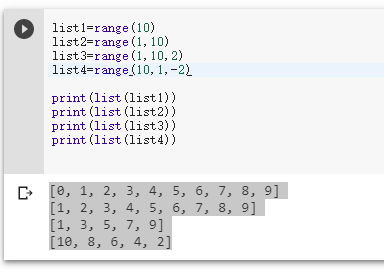 list1=range(10)
list2=range(1,10)
list3=range(1,10,2)
list4=range(10,1,-2)
print(list(list1))
print(list(list2))
print(list(list3))
print(list(list4))
[0, 1, 2, 3, 4, 5, 6, 7, 8, 9]
[1, 2, 3, 4, 5, 6, 7, 8, 9]
[1, 3, 5, 7, 9]
[10, 8, 6, 4, 2]